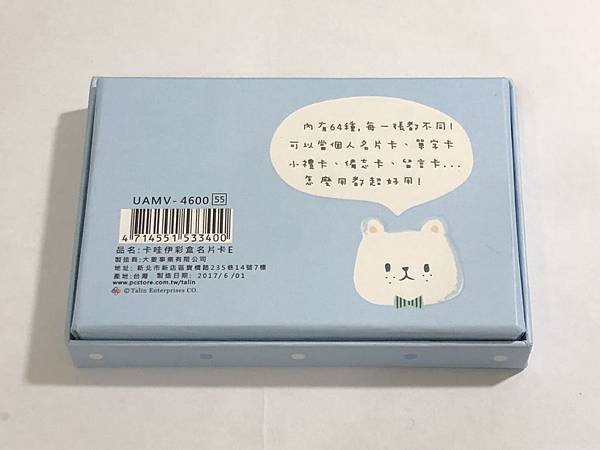 內有64種,每一張都不同!
可以當個人名片卡、單字卡
小禮卡、備忘卡、留言卡...
怎麼用都超好用!
UAMV-4600 55
4714551533400
品名:卡哇伊彩盒名片卡E
製造商:大菱事業有限公司
地址: 新北市新店區寶橋路235巷14號7樓
產地:台灣 製造日期: 2017/6/01
www.pcstore.com.tw/talin
©Talin Enterprises CO.